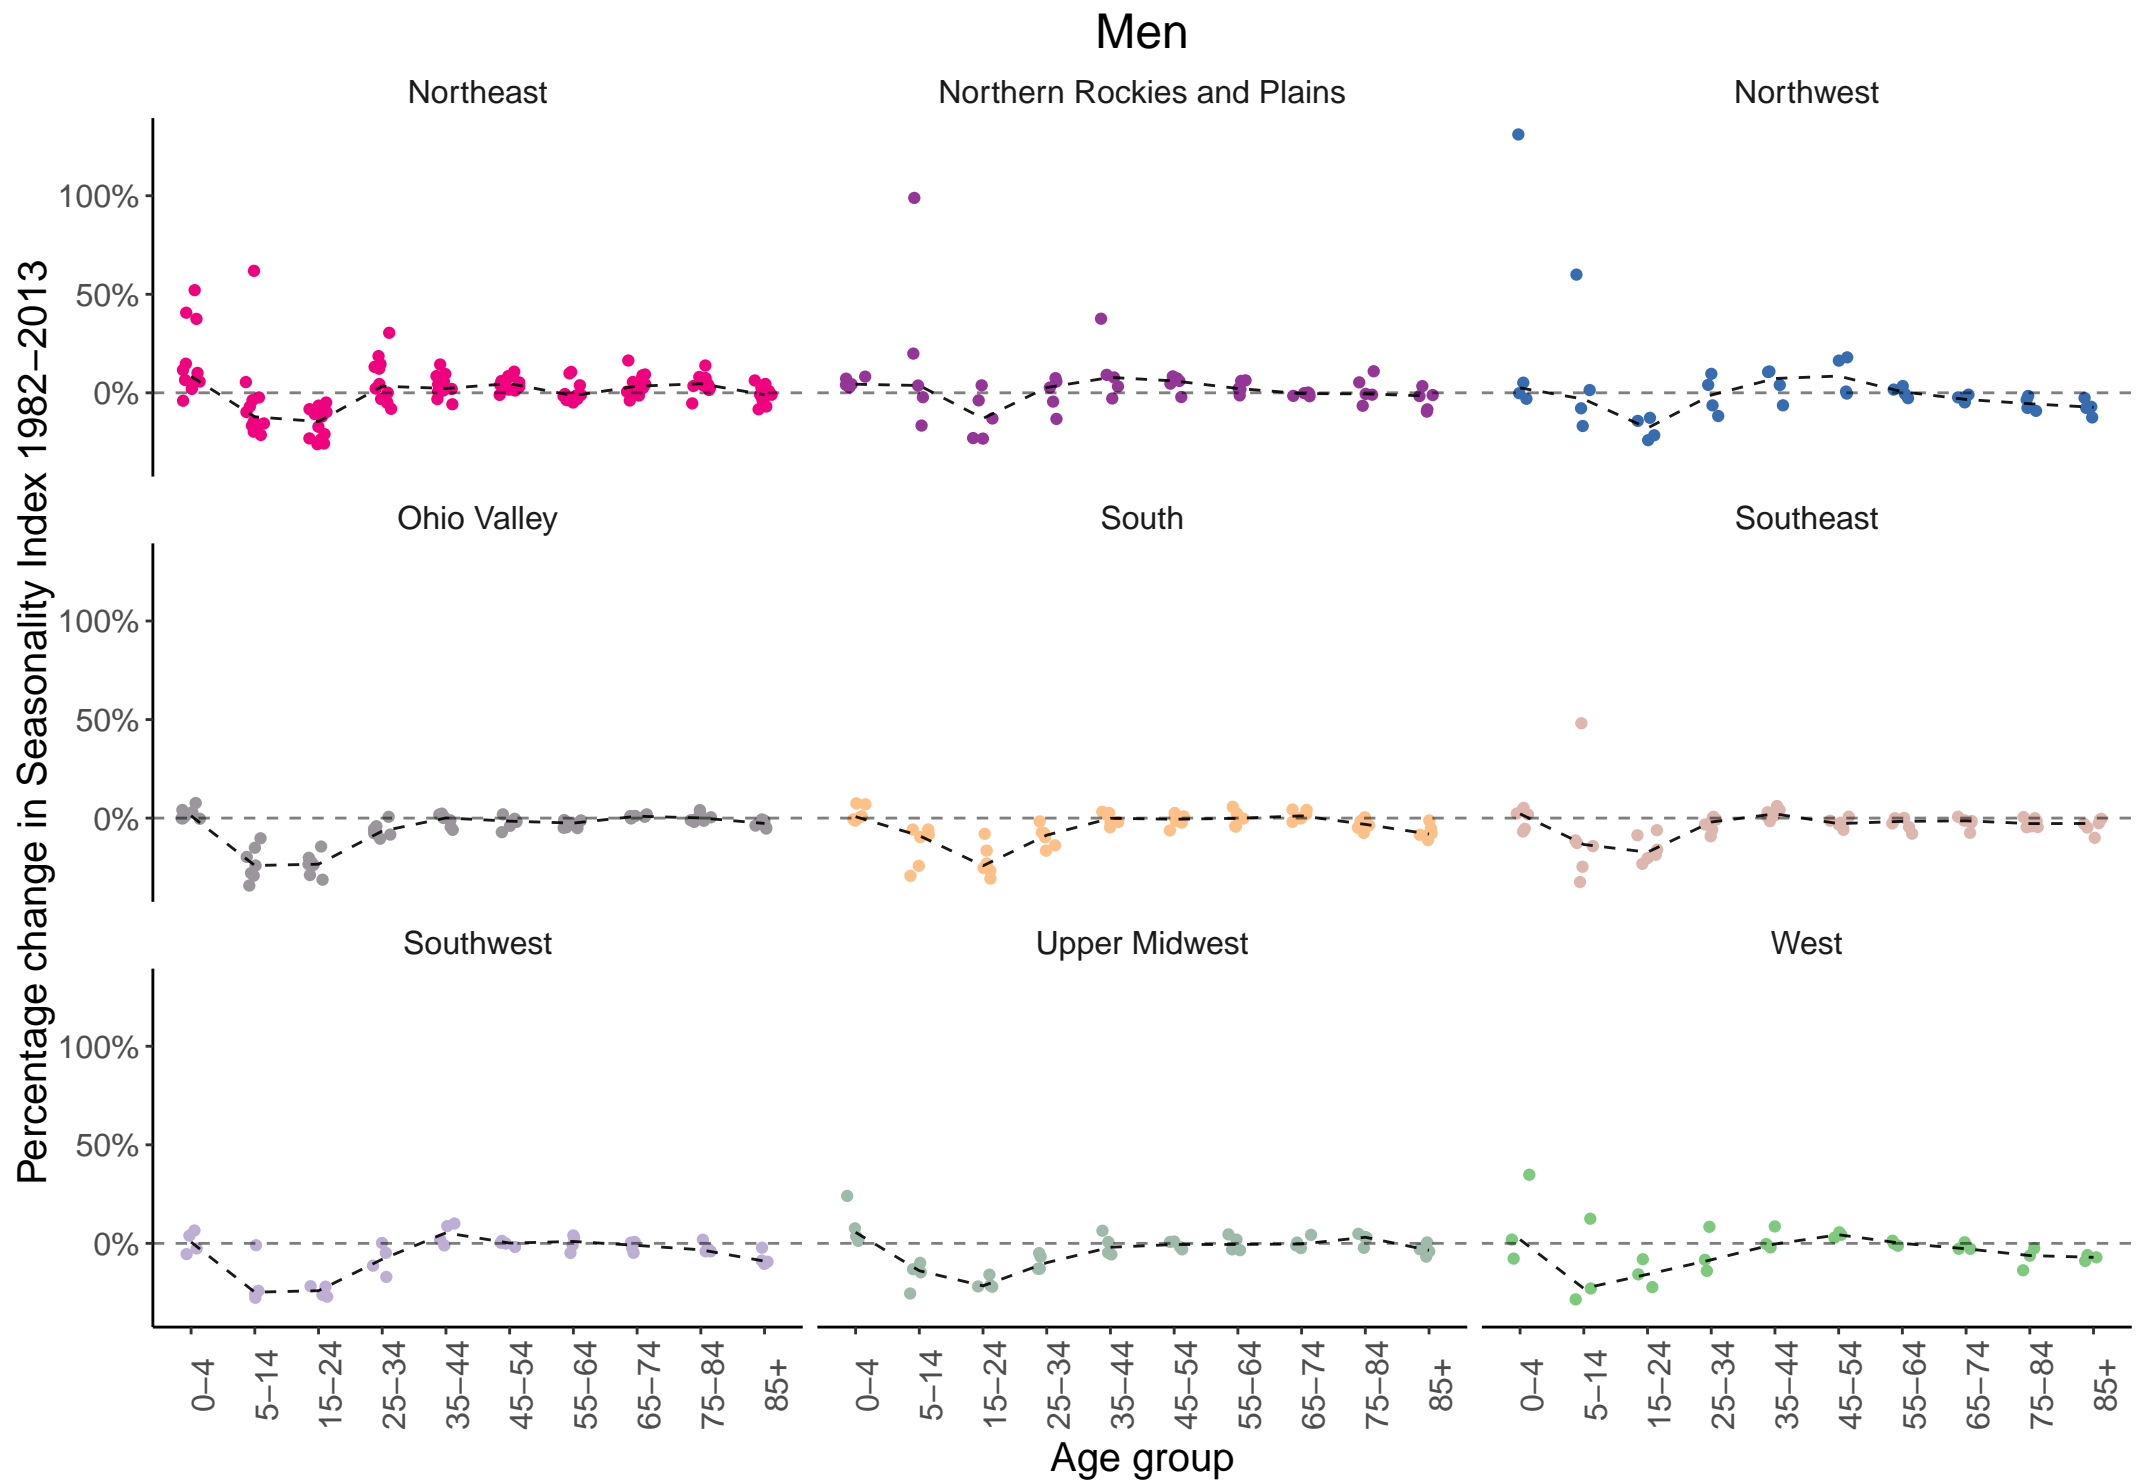 Men
Northeast
Northern Rockies and Plains
Northwest
100%
50%
0%
Ohio Valley
South
Southeast
100%
50%
0%
Southwest
Upper Midwest
West
100%
50%
0%
Percentage change in Seasonality Index 1982−2013
0−4 5−14 15−24 25−34 35−44 45−54 55−64 65−74 75−84 85+
0−4 5−14 15−24 25−34 35−44 45−54 55−64 65−74 75−84 85+
0−4 5−14 15−24 25−34 35−44 45−54 55−64 65−74 75−84 85+
Age group